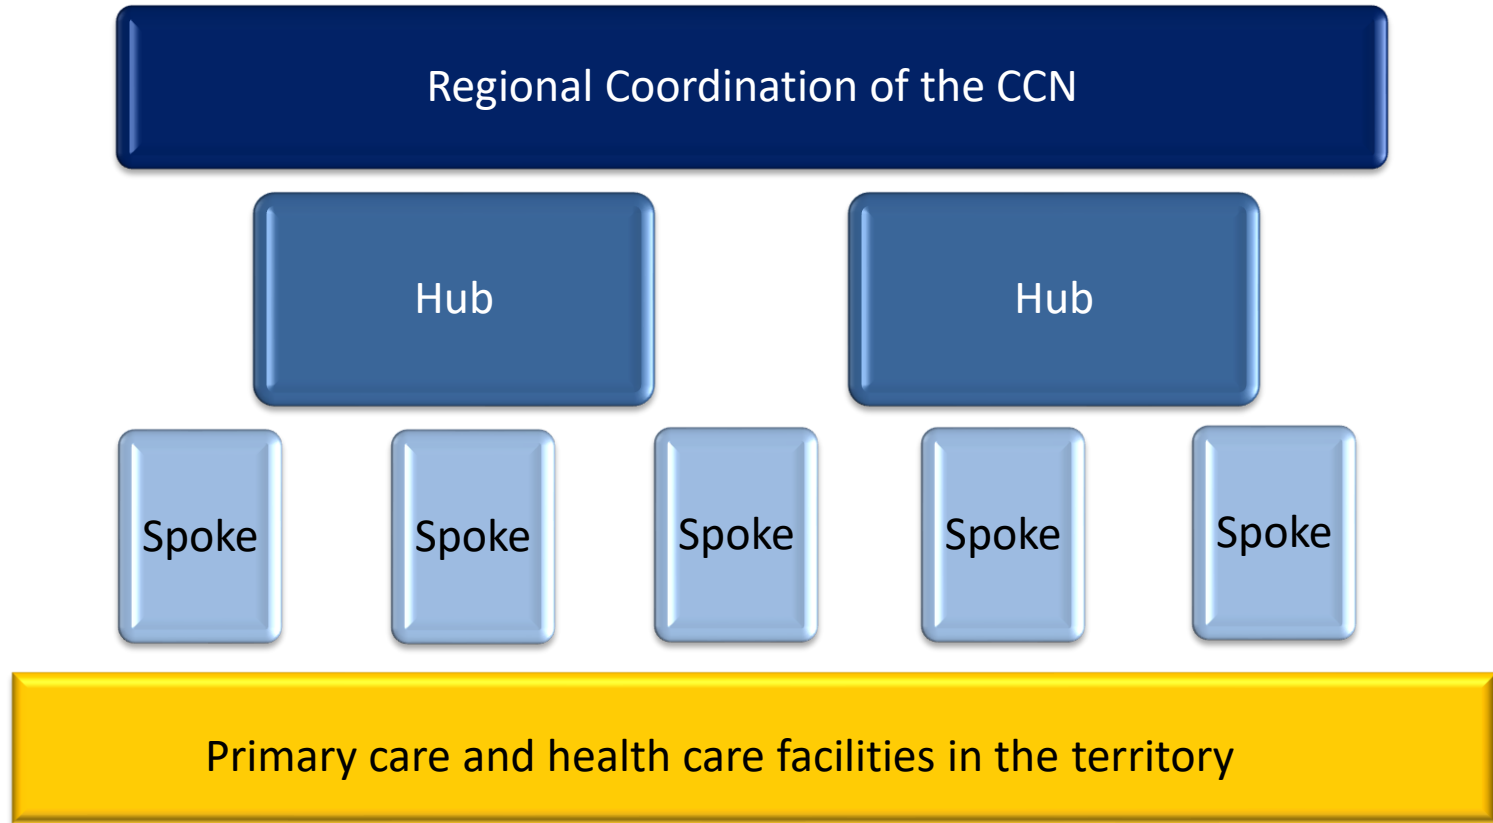 Regional Coordination of the CCN
Hub
Hub
Spoke
Spoke
Spoke
Spoke
Spoke
Primary care and health care facilities in the territory